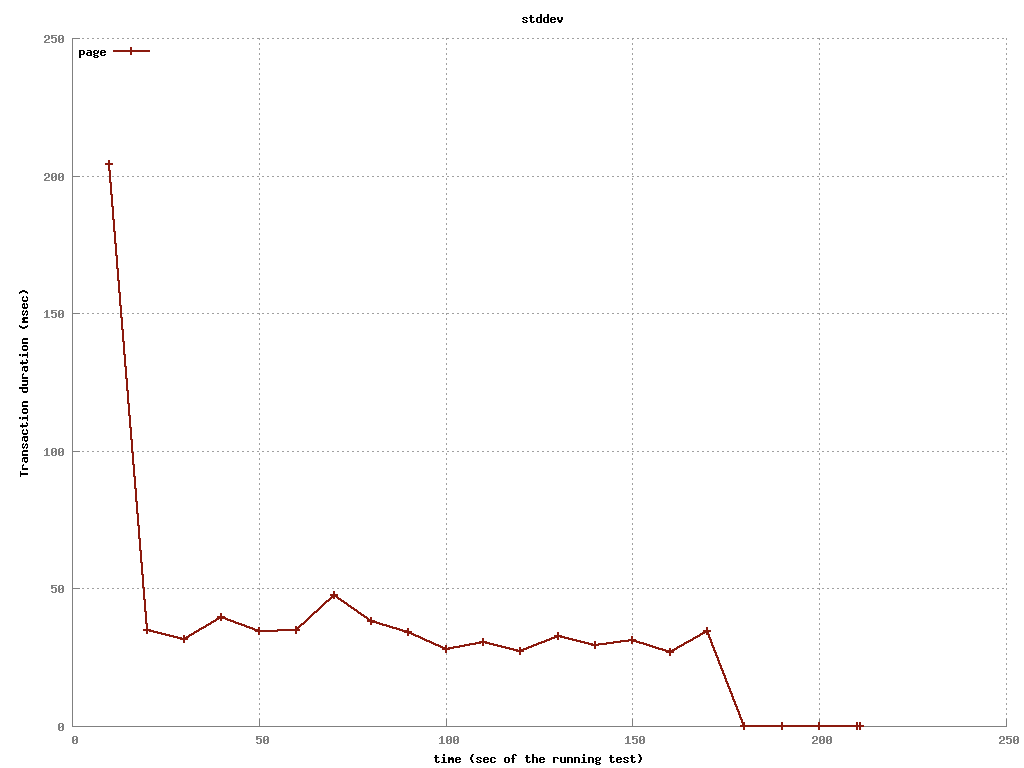 stddev
250
page
200
150
100
50
0
Transaction duration (msec)
0 50 100 150 200 250
time (sec of the running test)